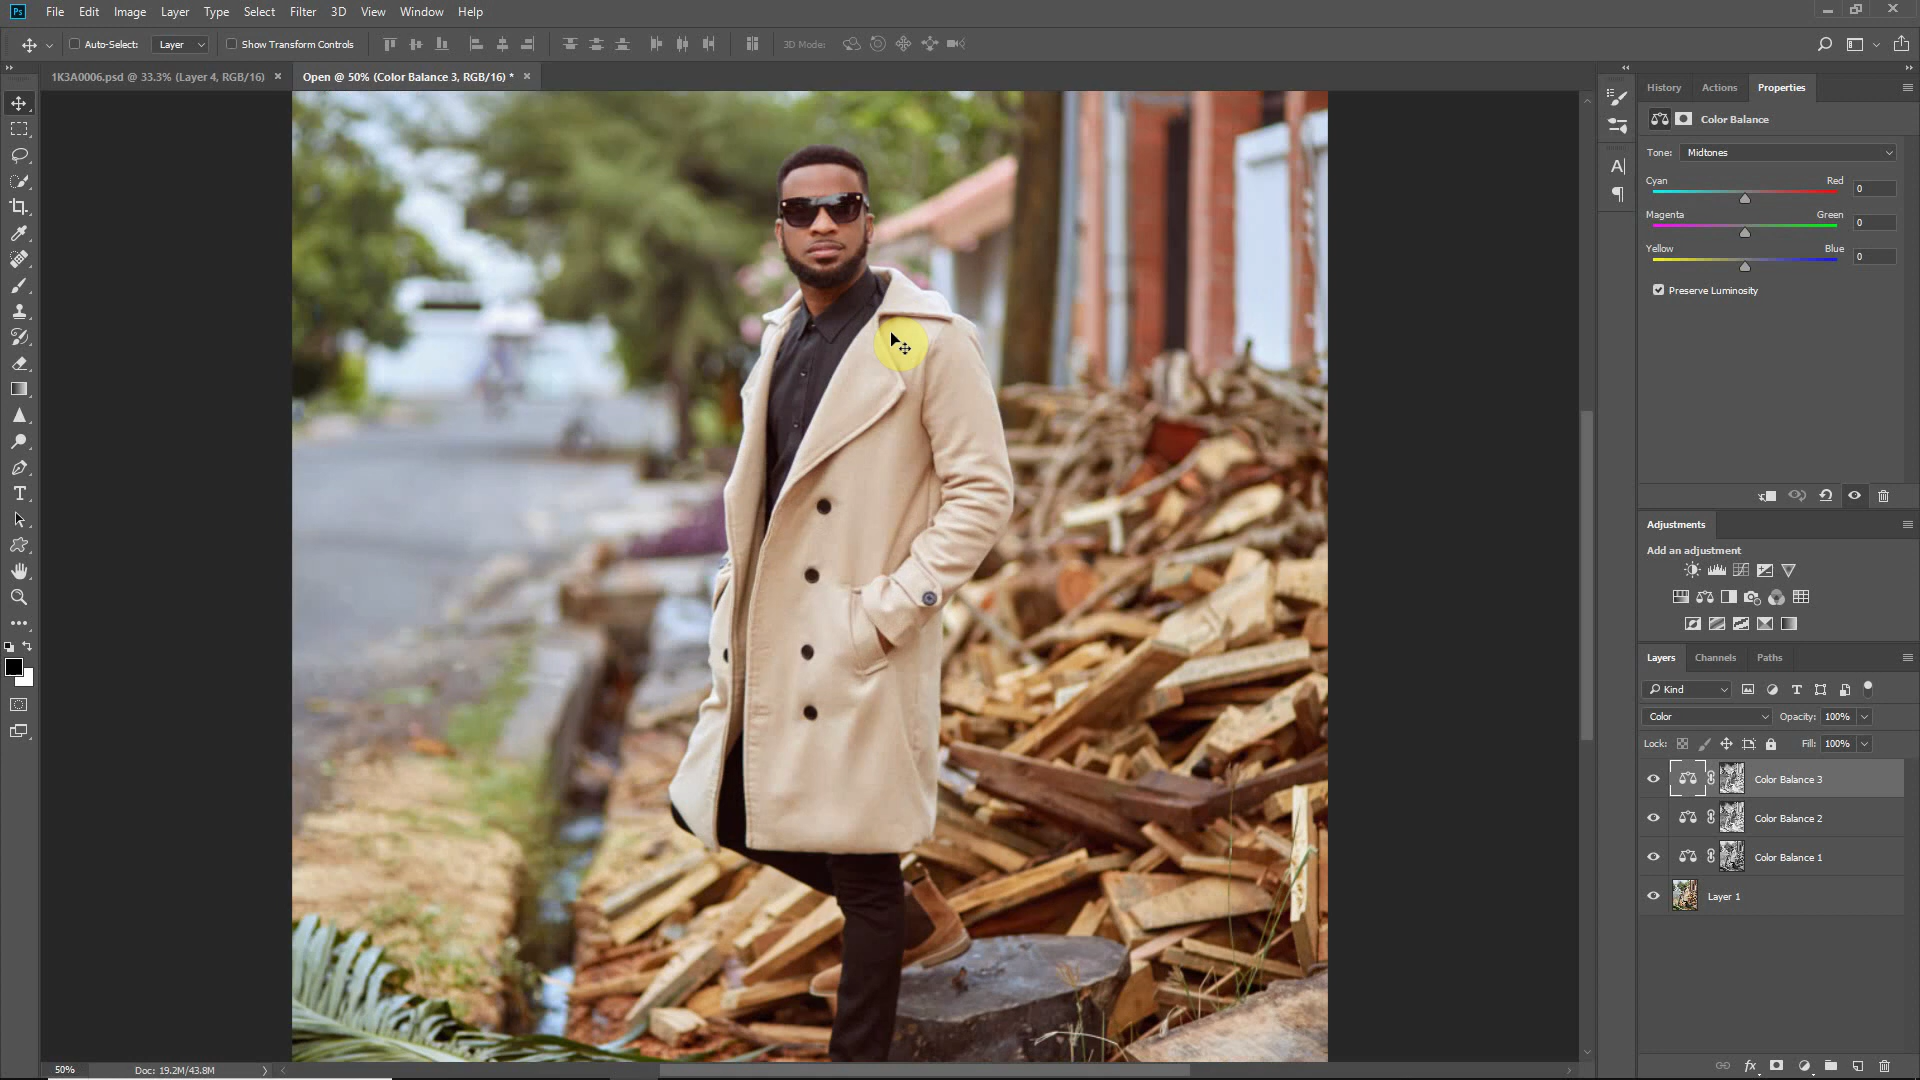 Ps File Edit Image Layer Type Select Filter 3D View Window Help
Auto-Select: Layer Show Transform Controls 3D Mode:
1K3A0006.psd @ 33.3% (Layer 4, RGB/16) × Open @ 50% (Color Balance 3, RGB/16) * ×
History Actions Properties
Color Balance
Tone: Midtones
Cyan Red 0
Magenta Green 0
Yellow Blue 0
Preserve Luminosity
Adjustments
Add an adjustment
Layers Channels Paths
Kind
Color Opacity: 100%
Lock: Fill: 100%
Color Balance 3
Color Balance 2
Color Balance 1
Layer 1
fx
50% Doc: 19.2M/43.8M